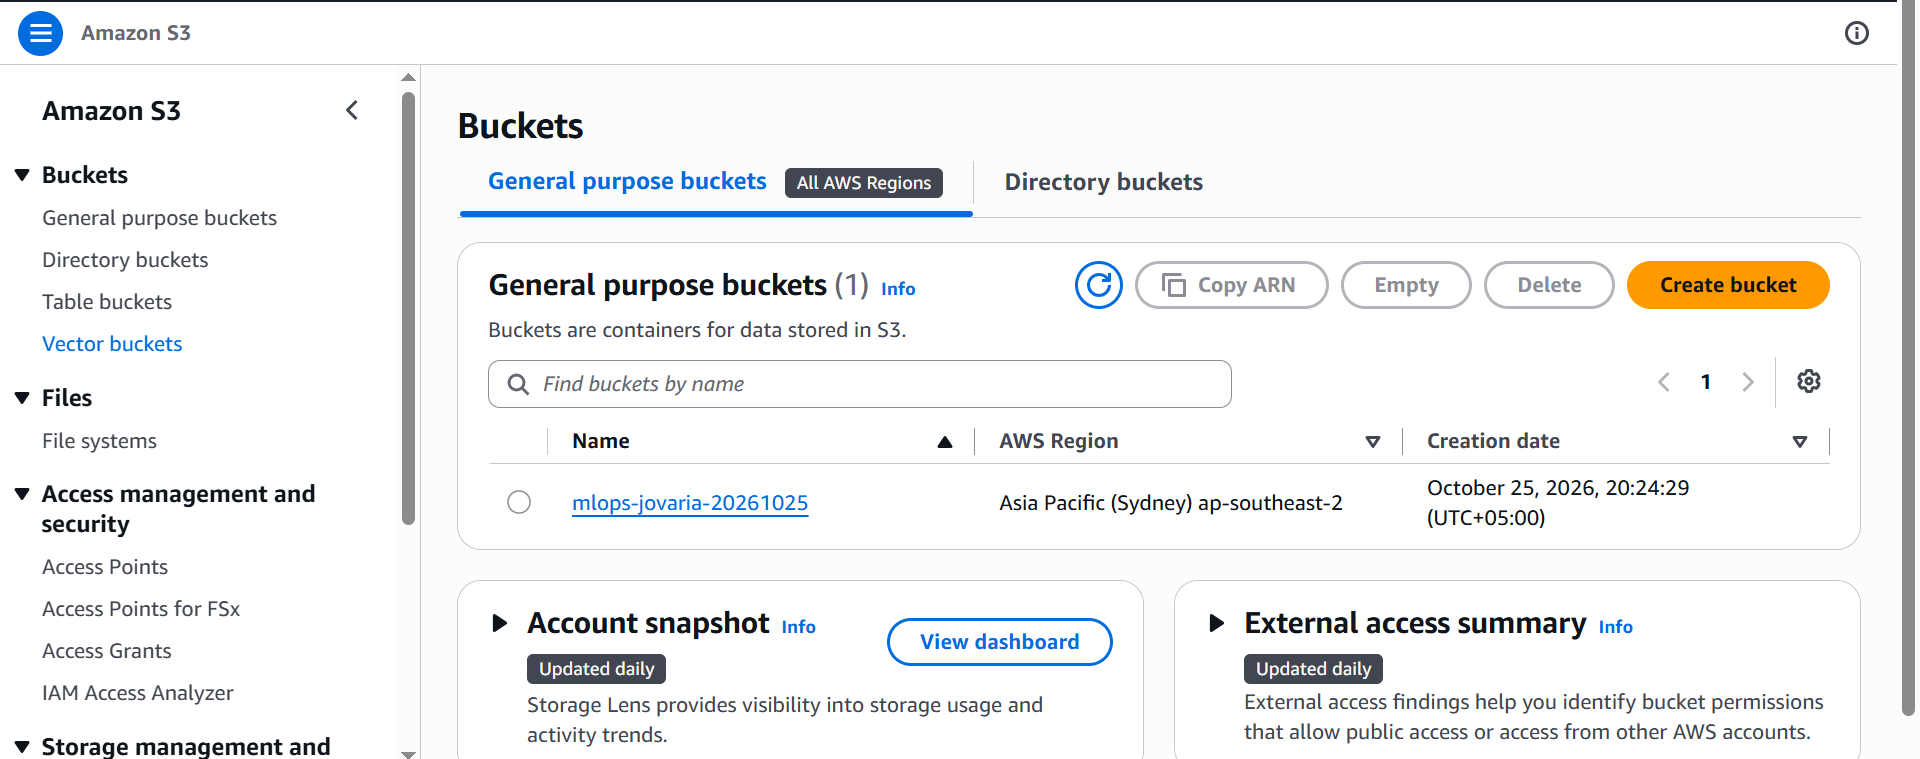 Amazon S3
Amazon S3
Buckets
General purpose buckets
Directory buckets
Table buckets
Vector buckets
Files
File systems
Access management and
security
Access Points
Access Points for FSx
Access Grants
IAM Access Analyzer
Storage management and
Buckets
General purpose buckets All AWS Regions Directory buckets
General purpose buckets (1) Info
Copy ARN Empty Delete Create bucket
Buckets are containers for data stored in S3.
Find buckets by name
1
Name AWS Region Creation date
mlops-jovaria-20261025 Asia Pacific (Sydney) ap-southeast-2 October 25, 2026, 20:24:29
(UTC+05:00)
Account snapshot Info
View dashboard
Updated daily
Storage Lens provides visibility into storage usage and
activity trends.
External access summary Info
Updated daily
External access findings help you identify bucket permissions
that allow public access or access from other AWS accounts.